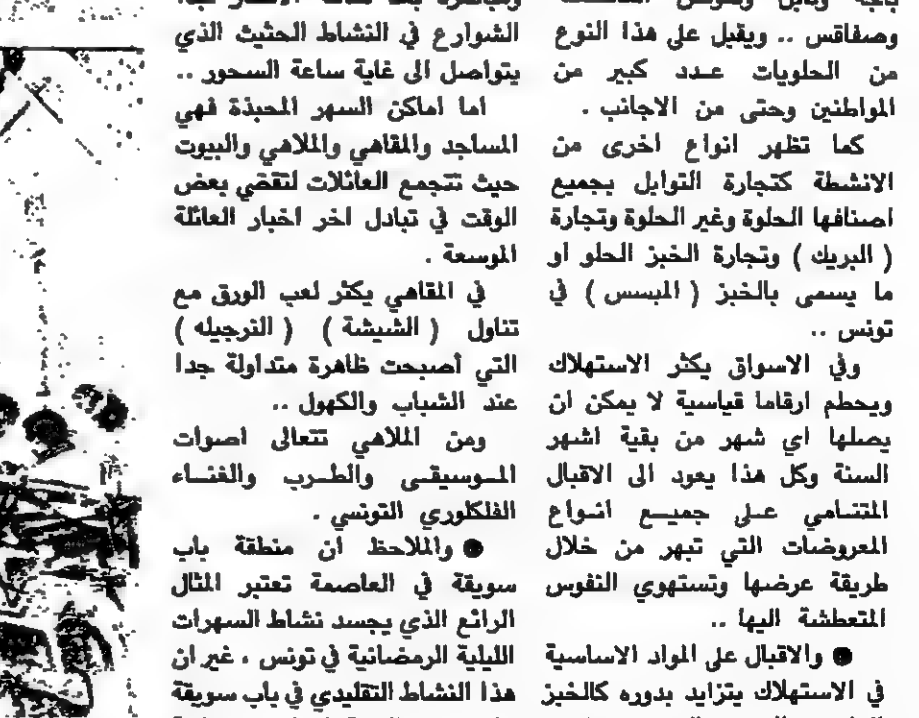 وصفاقس .. ويقبل على هذا النوع
من الحلويات عدد كبير من
المواطنين وحتى من الاجانب .
كما تظهر انواع اخرى من
الانشطة كتجارة التوابل بجميع
اصنافها الحلوة وغير الحلوة وتجارة
( البريك ) وتجارة الخبز الحلو او
ما يسمى بالخبز ( المبسس ) في
تونس ..
وفي الاسواق يكثر الاستهلاك
ويحطم ارقاما قياسية لا يمكن ان
يصلها اي شهر من بقية اشهر
السنة وكل هذا يعود الى الاقبال
المتنامي على جميع انواع
المعروضات التي تبهر من خلال
طريقة عرضها وتستهوي النفوس
المتعطشة اليها ..
● والاقبال على المواد الاساسية
في الاستهلاك يتزايد بدوره كالخبز
الشوارع في النشاط الحثيث الذي
يتواصل الى غاية ساعة السحور ..
اما اماكن السهر المحبذة فهي
المساجد والمقاهي والملاهي والبيوت
حيث تتجمع العائلات لتقضي بعض
الوقت في تبادل اخر اخبار العائلة
الموسعة .
في المقاهي يكثر لعب الورق مع
تناول ( الشيشة ) ( النرجيله )
التي أصبحت ظاهرة متداولة جدا
عند الشباب والكهول ..
ومن الملاهي تتعالى اصوات
الموسيقى والطرب والغناء
الفلكلوري التونسي .
● والملاحظ ان منطقة باب
سويقة في العاصمة تعتبر المثال
الرائع الذي يجسد نشاط السهرات
الليلية الرمضانية في تونس ، غير ان
هذا النشاط التقليدي في باب سويقة